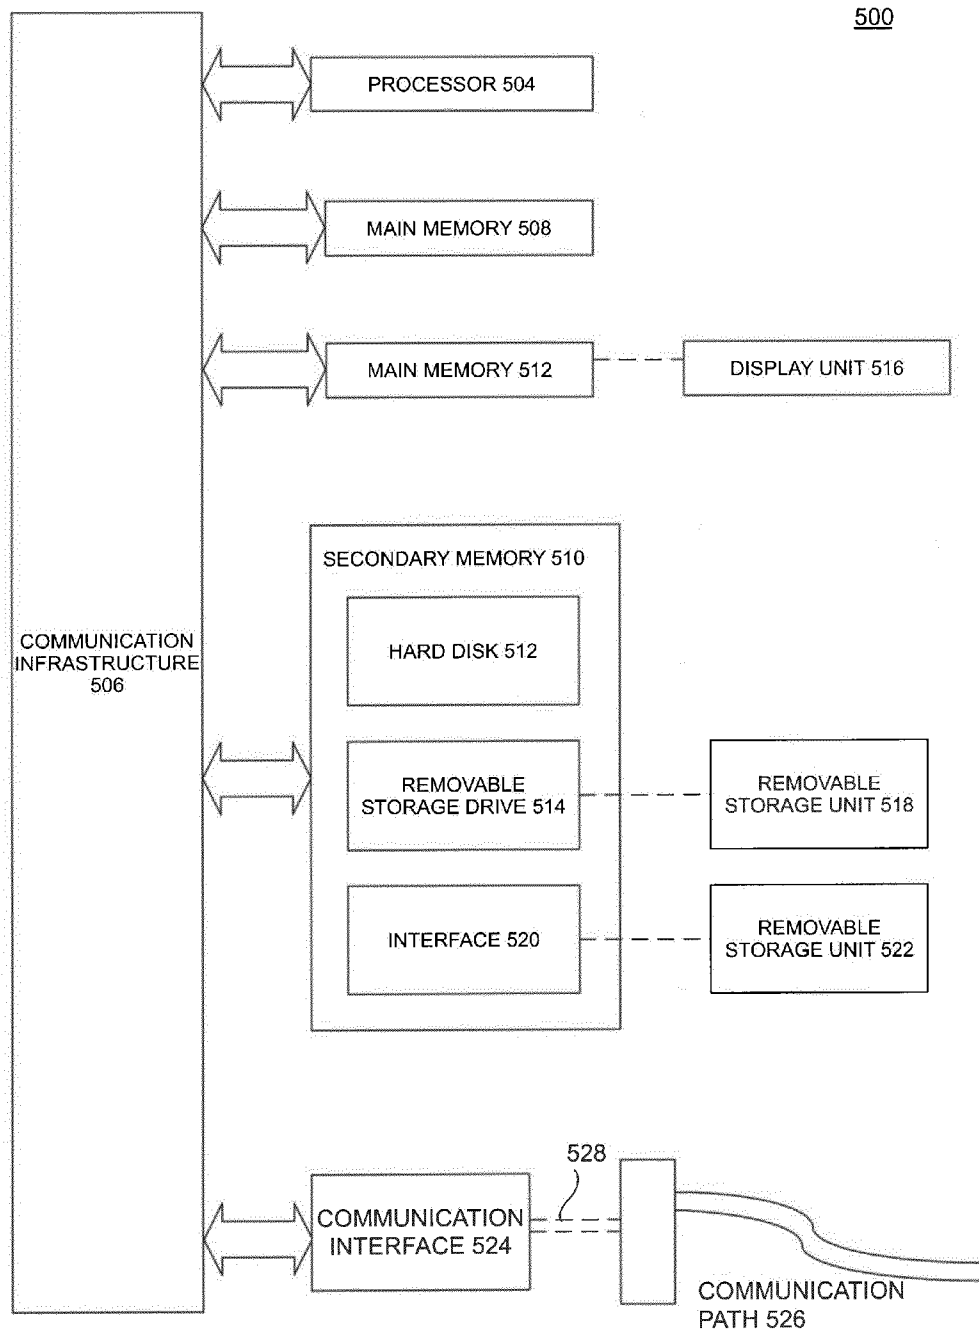 500
PROCESSOR 504
MAIN MEMORY 508
MAIN MEMORY 512
DISPLAY UNIT 516
SECONDARY MEMORY 510
HARD DISK 512
COMMUNICATION
INFRASTRUCTURE
506
REMOVABLE
STORAGE DRIVE 514
REMOVABLE
STORAGE UNIT 518
INTERFACE 520
REMOVABLE
STORAGE UNIT 522
528
COMMUNICATION
INTERFACE 524
COMMUNICATION
PATH 526